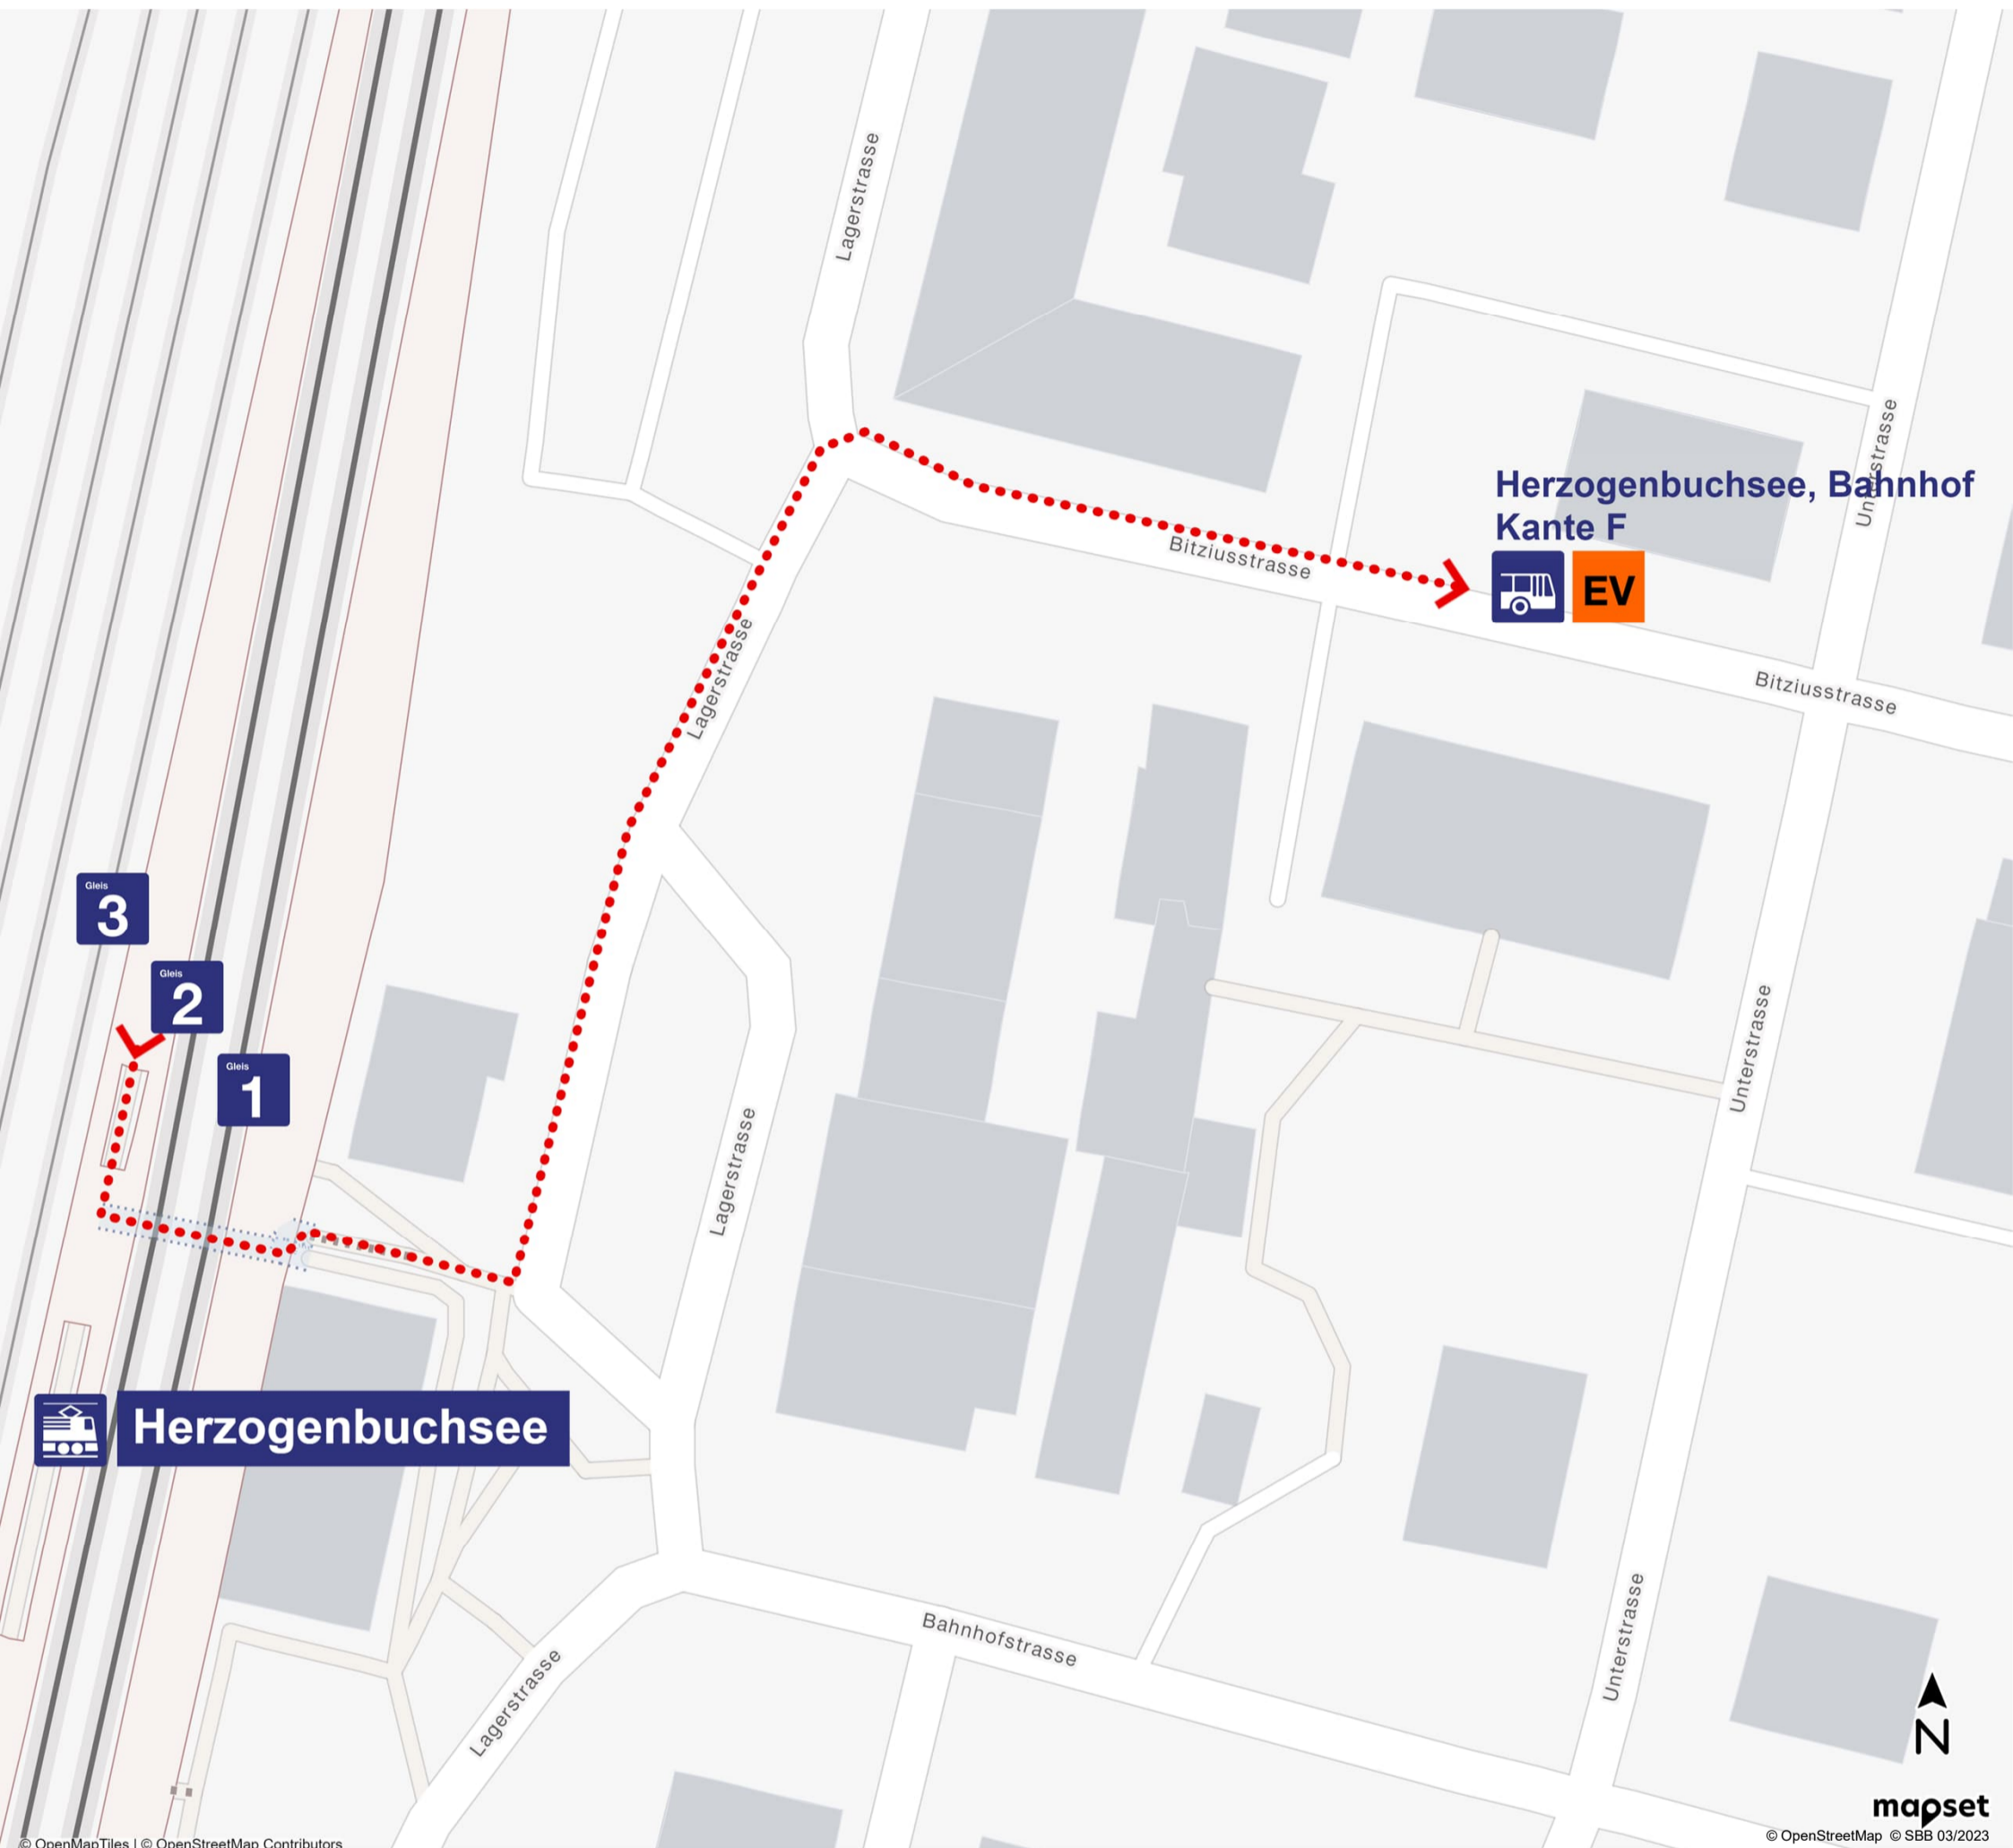 Lagerstrasse
Unterstrasse
Herzogenbuchsee, Bahnhof
Kante F
EV
Bitziusstrasse
Lagerstrasse
Bitziusstrasse
Gleis
3
Gleis
2
Gleis
1
Unterstrasse
Lagerstrasse
Herzogenbuchsee
Unterstrasse
Bahnhofstrasse
Lagerstrasse
N
mapset
© OpenStreetMap © SBB 03/2023
© OpenMapTiles | © OpenStreetMap Contributors